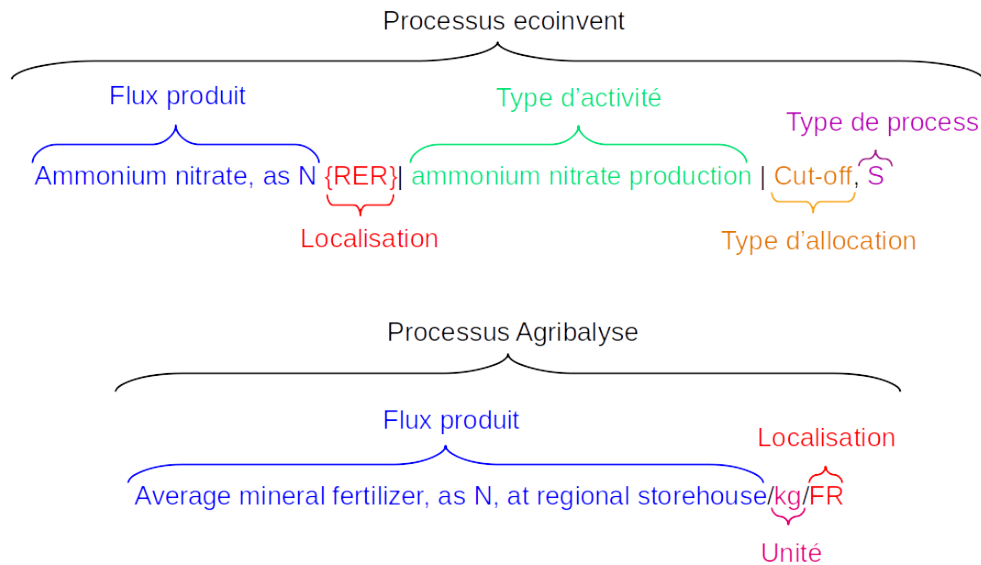 Processus ecoinvent
Flux produit
Type d'activité
Type de process
Ammonium nitrate, as N {RER}| ammonium nitrate production | Cut-off, S
Localisation
Type d'allocation
Processus Agribalyse
Flux produit
Localisation
Average mineral fertilizer, as N, at regional storehouse/kg/FR
Unité